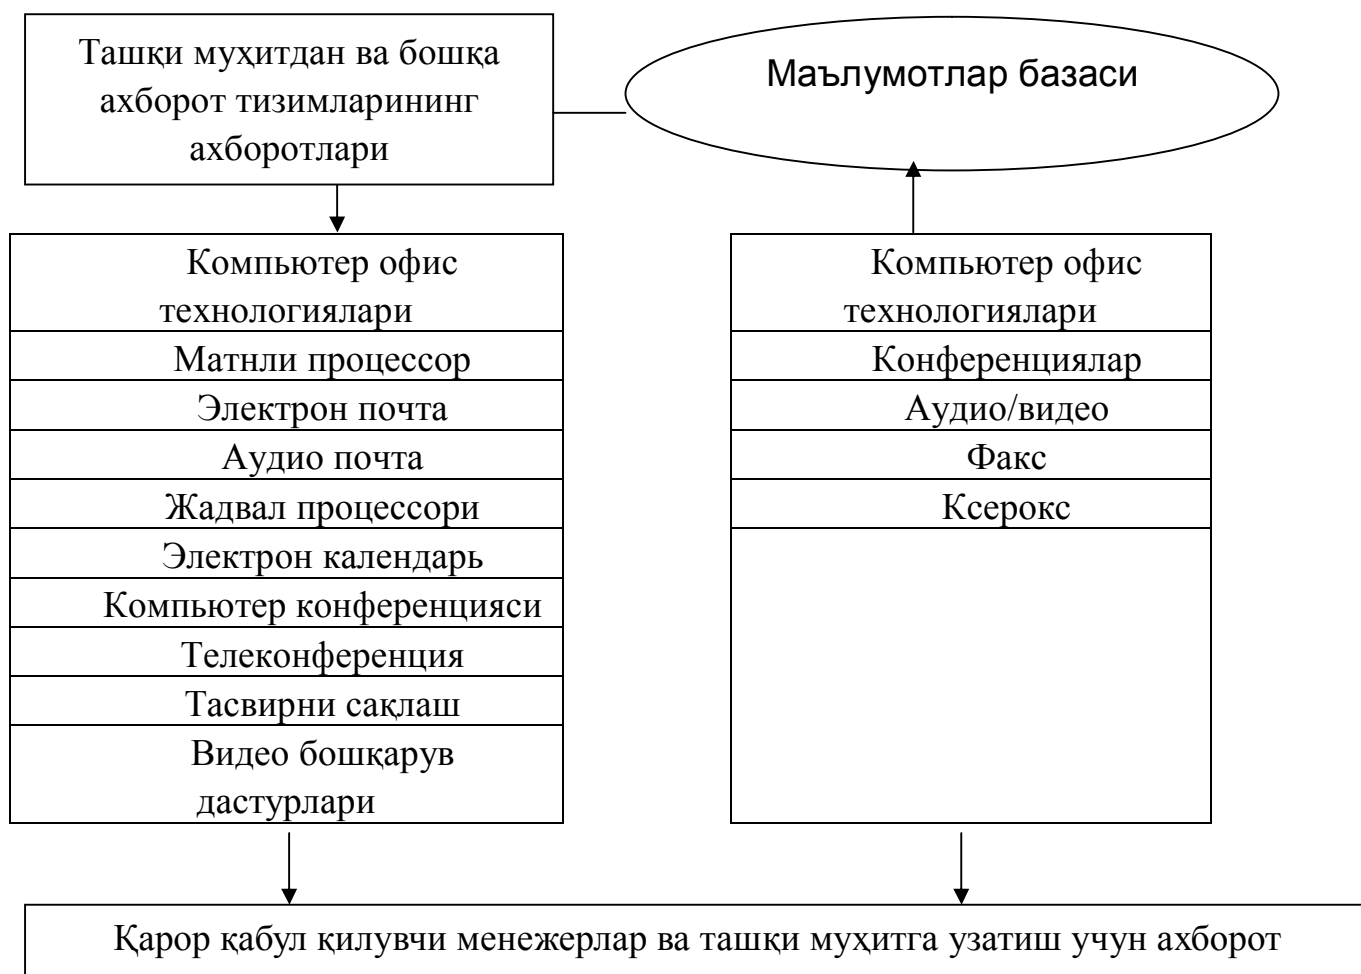 Ташқи муҳитдан ва бошқа
ахборот тизимларининг
ахборотлари
Маълумотлар базаси
Компьютер офис
технологиялари
Матнли процессор
Электрон почта
Аудио почта
Жадвал процессори
Электрон календарь
Компьютер конференцияси
Телеконференция
Тасвирни сақлаш
Видео бошқарув
дастурлари
Компьютер офис
технологиялари
Конференциялар
Аудио/видео
Факс
Ксерокс
Қарор қабул қилувчи менежерлар ва ташқи муҳитга узатиш учун ахборот